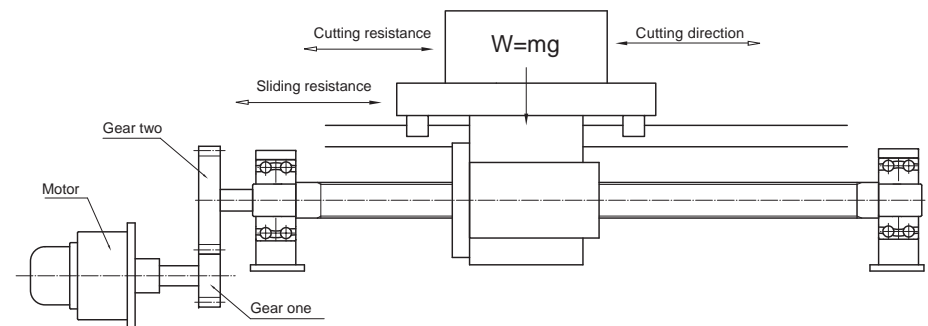 Cutting resistance
W=mg
Cutting direction
Sliding resistance
Gear two
Motor
Gear one